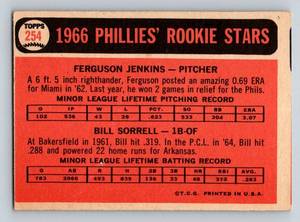 TOPPS
254
1966 PHILLIES' ROOKIE STARS
FERGUSON JENKINS — PITCHER
A 6 ft. 5 inch righthander, Ferguson posted an amazing 0.69 ERA
for Miami in '62. Last year, he won 2 games in relief for the Phils.
MINOR LEAGUE LIFETIME PITCHING RECORD
BILL SORRELL — 1B-OF
At Bakersfield in 1961, Bill hit .319. In the P.C.L. in '64, Bill hit
.288 and powered 22 home runs for Arkansas.
MINOR LEAGUE LIFETIME BATTING RECORD
©T.C.G. PRINTED IN U.S.A.